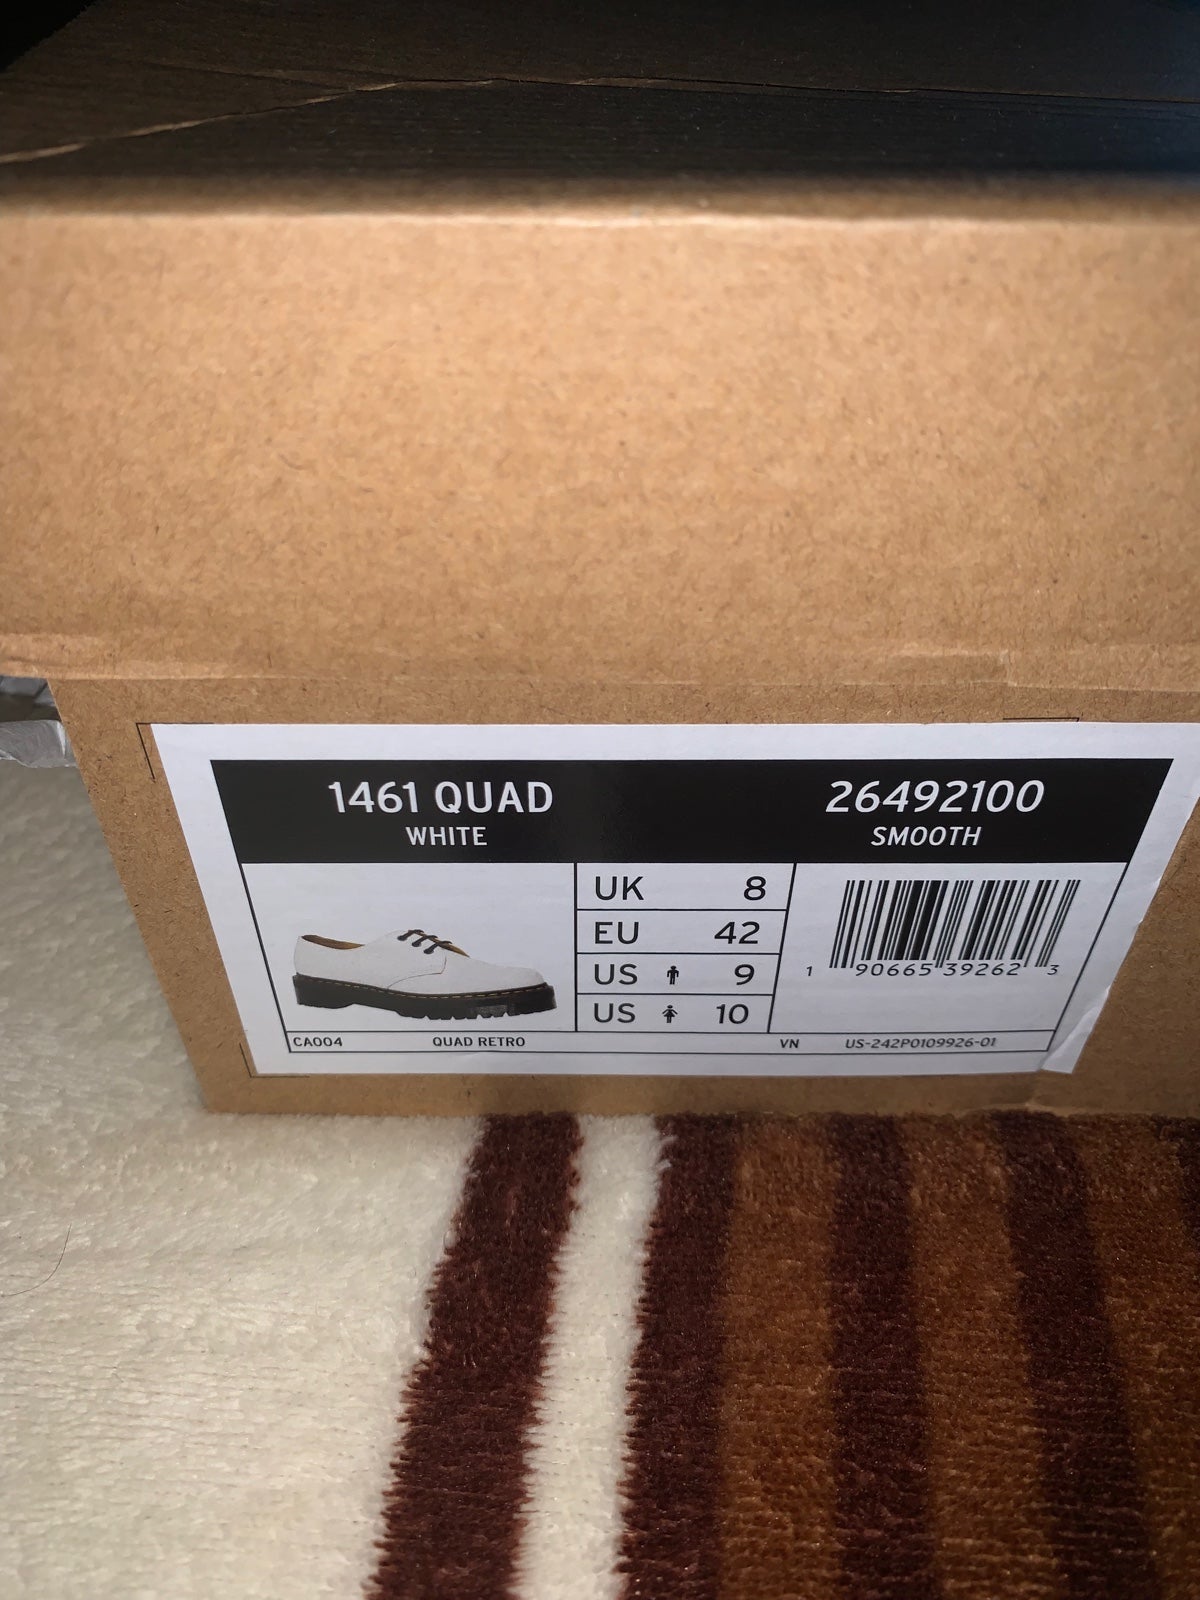 1461 QUAD
WHITE
26492100
SMOOTH
UK 8
EU 42
US 9
US 10
1 90665 39262 3
CA004 QUAD RETRO VN US-242P0109926-01